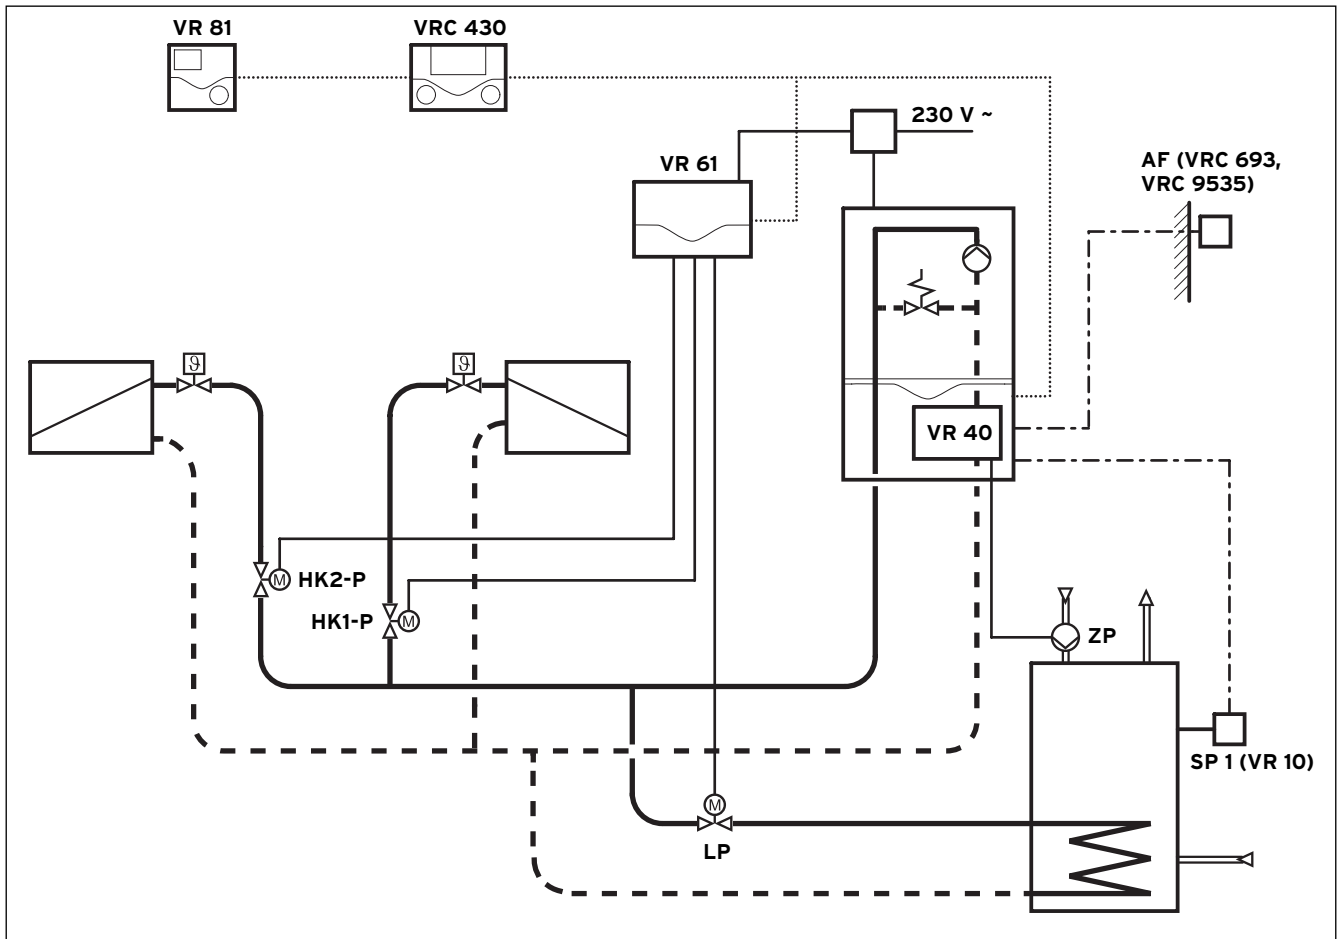 VR 81
VRC 430
230 V ~
VR 61
AF (VRC 693,
VRC 9535)
ϑ
ϑ
VR 40
M
HK2-P
HK1-P
M
ZP
SP 1 (VR 10)
M
LP